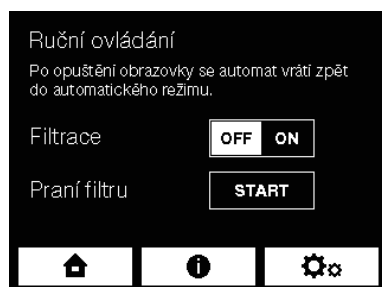 Ruční ovládání
Po opuštění obrazovky se automat vrátí zpět
do automatického režimu.
Filtrace
OFF ON
Praní filtru
START